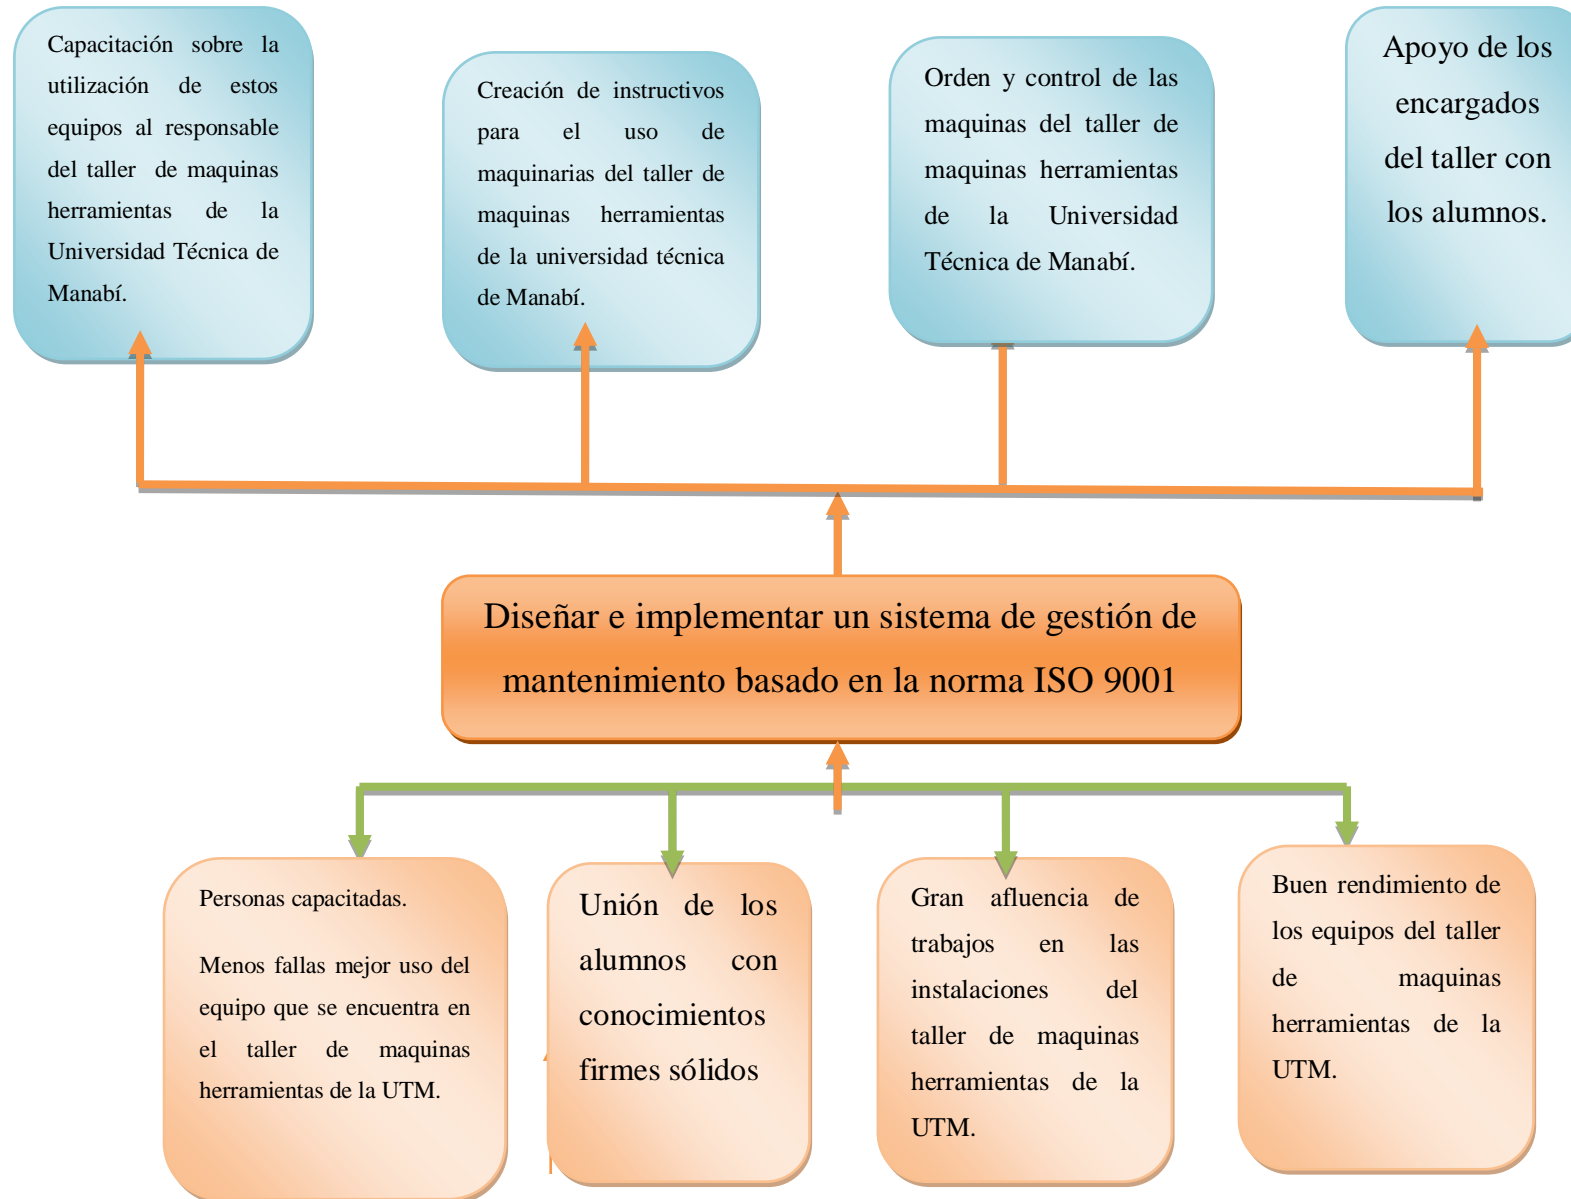 Capacitación sobre la
utilización de estos
equipos al responsable
del taller de maquinas
herramientas de la
Universidad Técnica de
Manabí.
Creación de instructivos
para el uso de
maquinarias del taller de
maquinas herramientas
de la universidad técnica
de Manabí.
Orden y control de las
maquinas del taller de
maquinas herramientas
de la Universidad
Técnica de Manabí.
Apoyo de los
encargados
del taller con
los alumnos.
Diseñar e implementar un sistema de gestión de
mantenimiento basado en la norma ISO 9001
Personas capacitadas.
Menos fallas mejor uso del
equipo que se encuentra en
el taller de maquinas
herramientas de la UTM.
Unión de los
alumnos con
conocimientos
firmes sólidos
Gran afluencia de
trabajos en las
instalaciones del
taller de maquinas
herramientas de la
UTM.
Buen rendimiento de
los equipos del taller
de maquinas
herramientas de la
UTM.